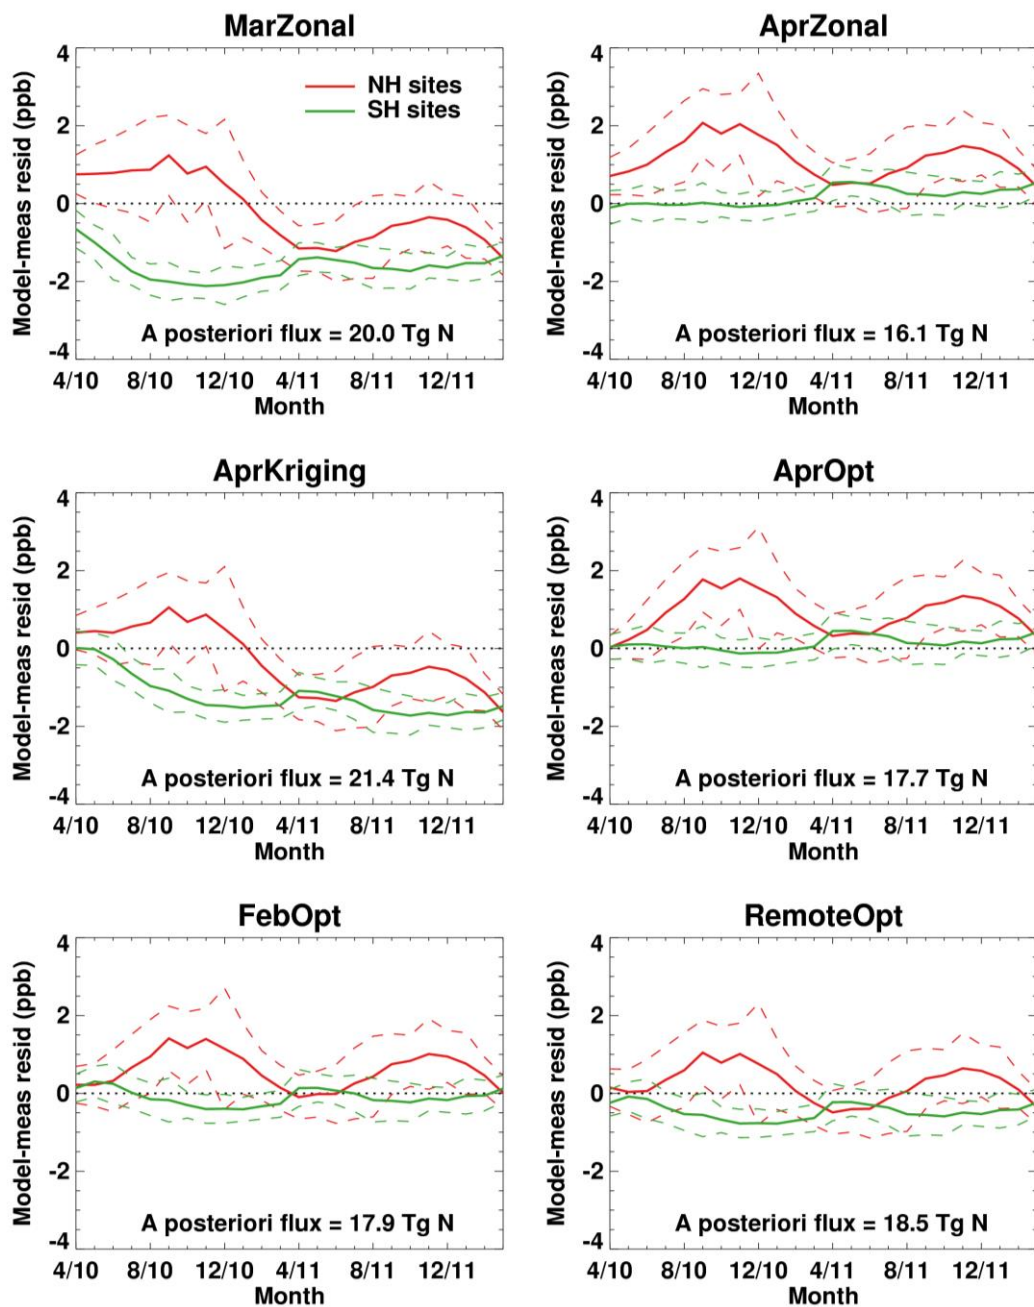 MarZonal
4
2
0
-2
-4
Model-meas resid (ppb)
NH sites
SH sites
A posteriori flux = 20.0 Tg N
4/10 8/10 12/10 4/11 8/11 12/11
Month
AprZonal
4
2
0
-2
-4
Model-meas resid (ppb)
A posteriori flux = 16.1 Tg N
4/10 8/10 12/10 4/11 8/11 12/11
Month
AprKriging
4
2
0
-2
-4
Model-meas resid (ppb)
A posteriori flux = 21.4 Tg N
4/10 8/10 12/10 4/11 8/11 12/11
Month
AprOpt
4
2
0
-2
-4
Model-meas resid (ppb)
A posteriori flux = 17.7 Tg N
4/10 8/10 12/10 4/11 8/11 12/11
Month
FebOpt
4
2
0
-2
-4
Model-meas resid (ppb)
A posteriori flux = 17.9 Tg N
4/10 8/10 12/10 4/11 8/11 12/11
Month
RemoteOpt
4
2
0
-2
-4
Model-meas resid (ppb)
A posteriori flux = 18.5 Tg N
4/10 8/10 12/10 4/11 8/11 12/11
Month